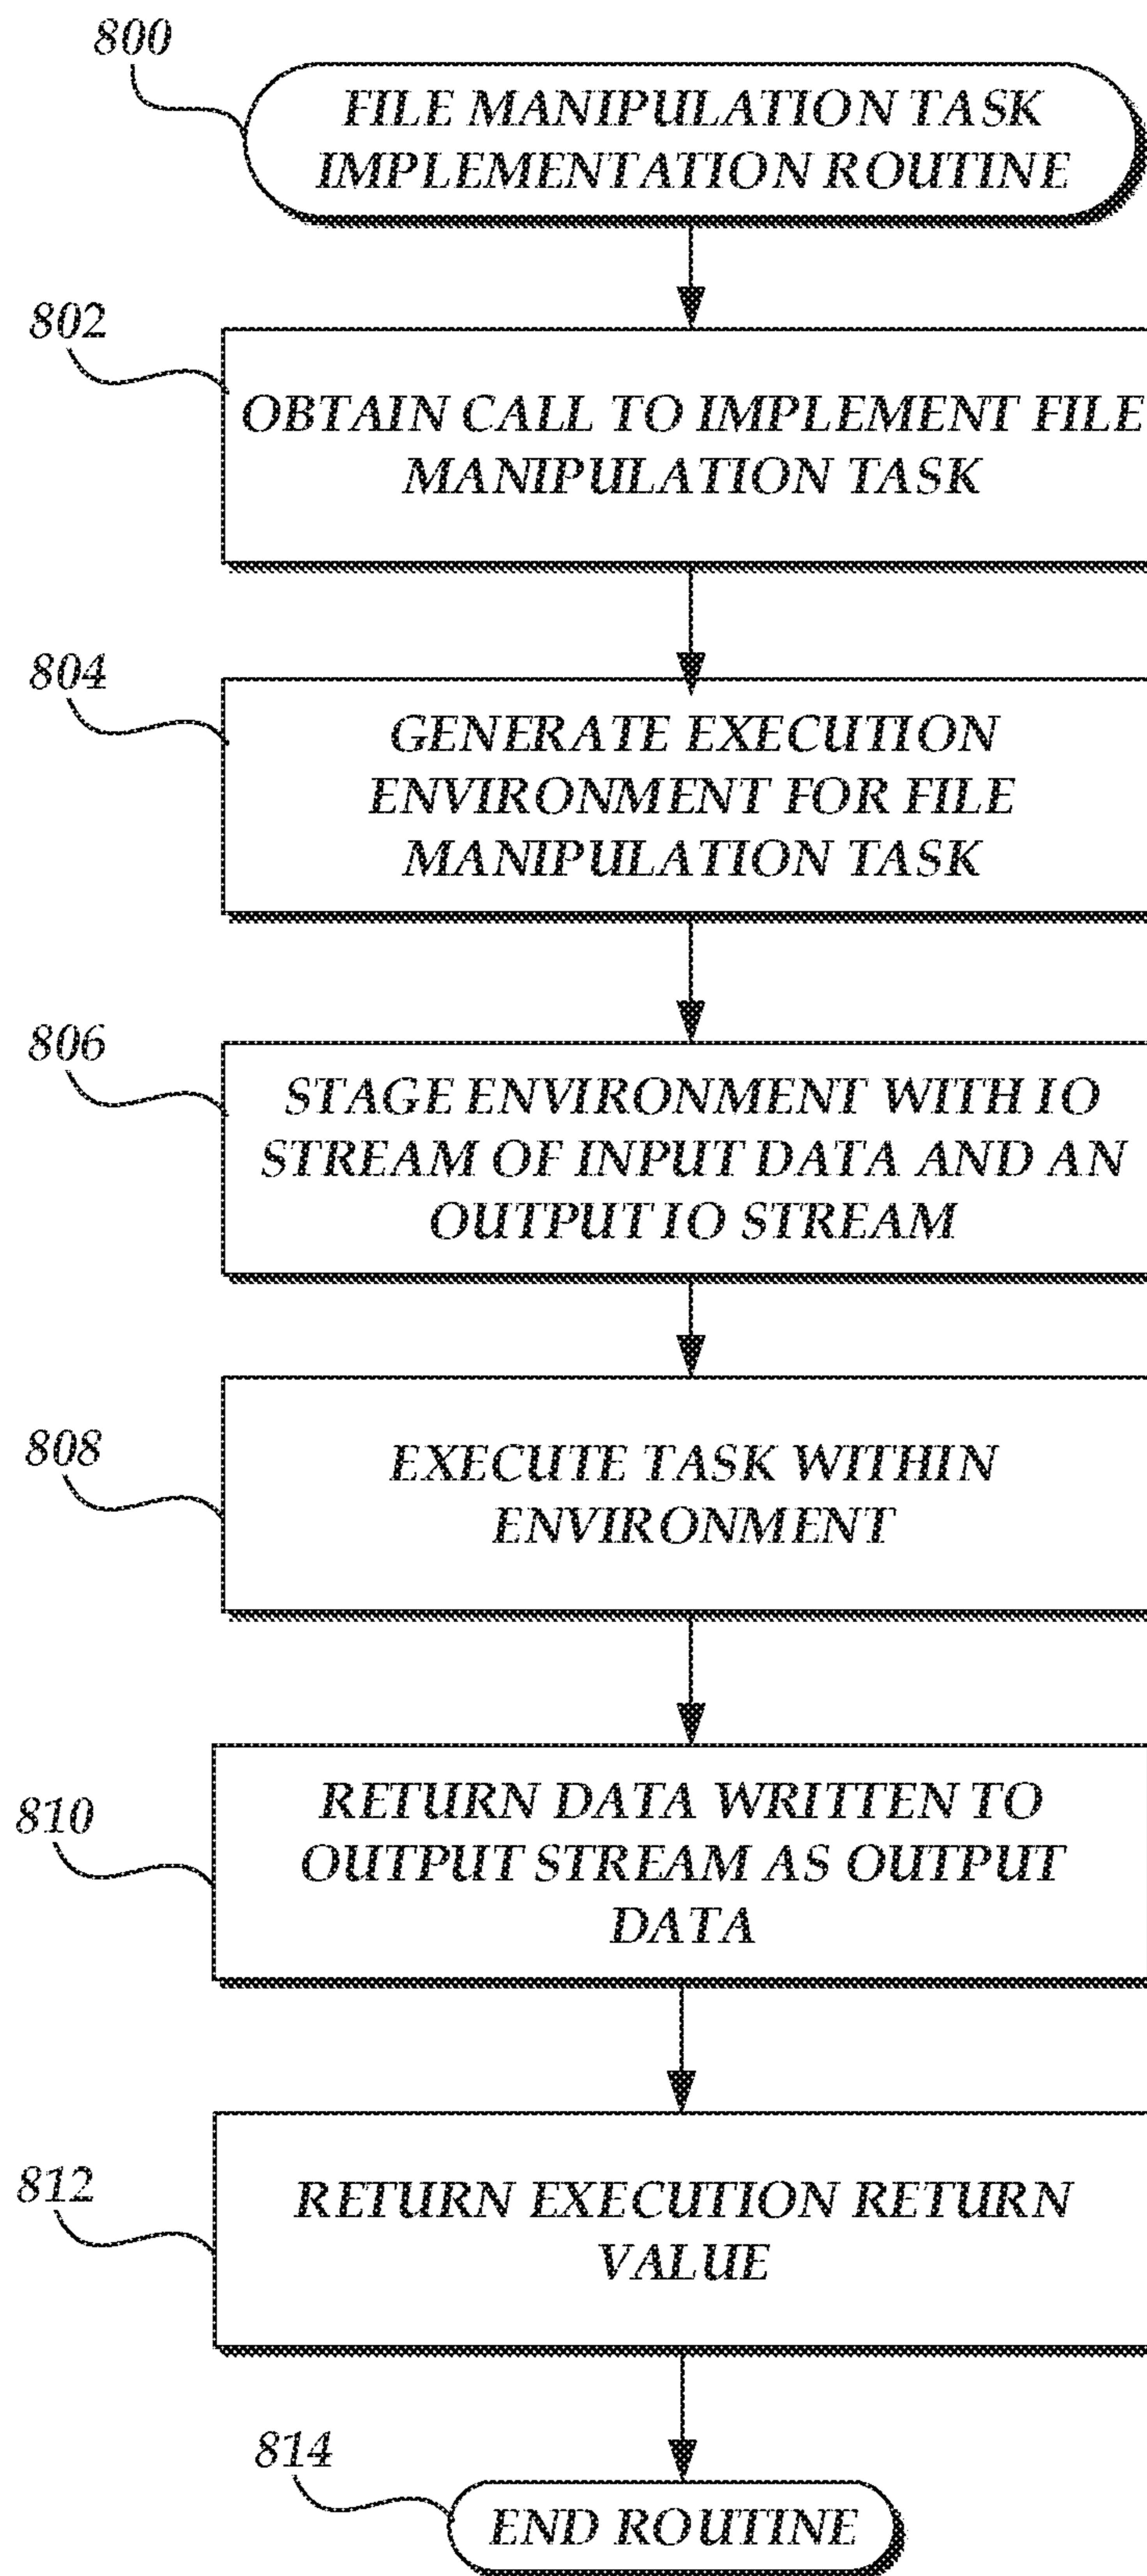 800
FILE MANIPULATION TASK
IMPLEMENTATION ROUTINE
802
OBTAIN CALL TO IMPLEMENT FILE
MANIPULATION TASK
804
GENERATE EXECUTION
ENVIRONMENT FOR FILE
MANIPULATION TASK
806
STAGE ENVIRONMENT WITH IO
STREAM OF INPUT DATA AND AN
OUTPUT IO STREAM
808
EXECUTE TASK WITHIN
ENVIRONMENT
810
RETURN DATA WRITTEN TO
OUTPUT STREAM AS OUTPUT
DATA
812
RETURN EXECUTION RETURN
VALUE
814
END ROUTINE